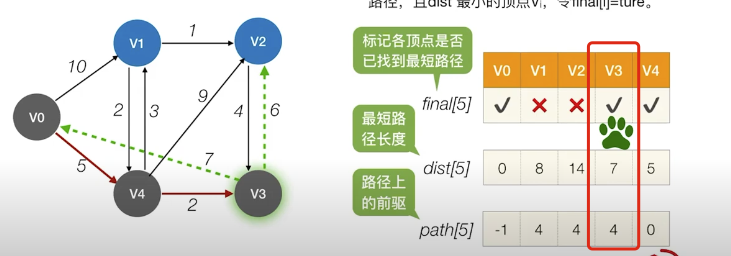 路径，且dist 最小的顶点Vi，令final[i]=ture。
标记各顶点是否
已找到最短路径
V0 V1 V2 V3 V4
final[5] ✓ ✕ ✕ ✓ ✓
最短路
径长度
dist[5] 0 8 14 7 5
路径上
的前驱
path[5] -1 4 4 4 0
V1 1 V2
10
2 3 9 4 6
V0
5 7
V4 2 V3